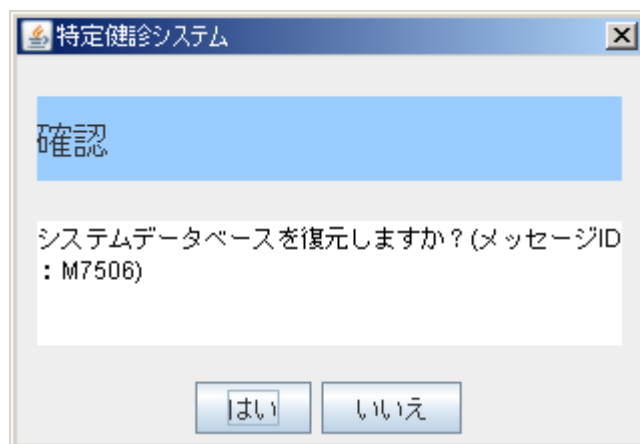 特定健診システム
確認
システムデータベースを復元しますか？(メッセージID
：M7506)
はい
いいえ